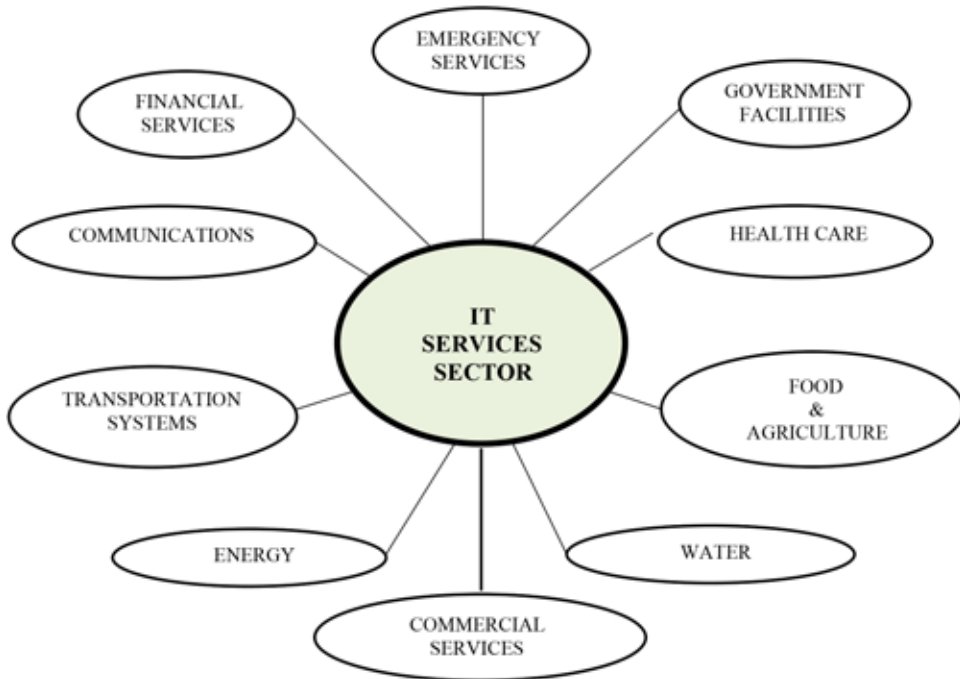 EMERGENCY
SERVICES
FINANCIAL
SERVICES
GOVERNMENT
FACILITIES
COMMUNICATIONS
HEALTH CARE
IT
SERVICES
SECTOR
TRANSPORTATION
SYSTEMS
FOOD
&
AGRICULTURE
ENERGY
WATER
COMMERCIAL
SERVICES